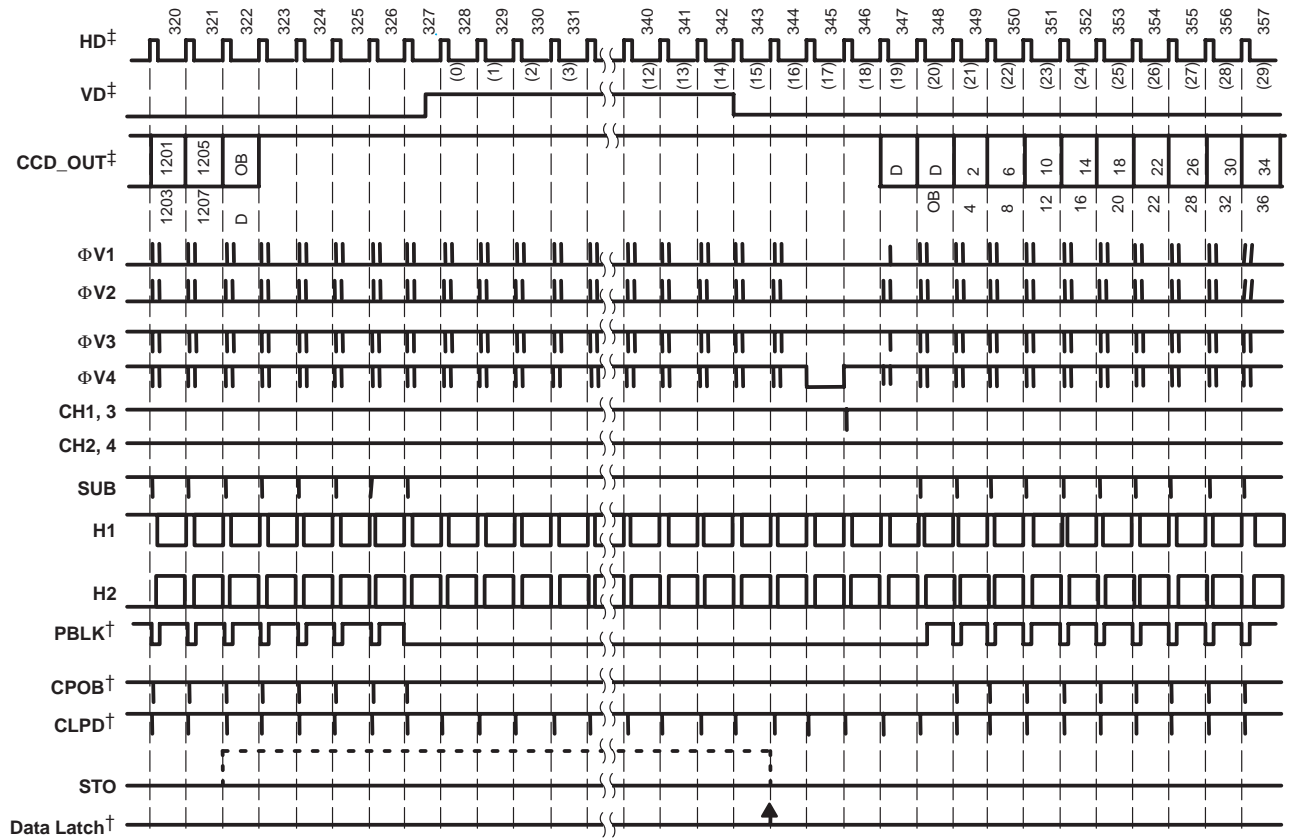 320 321 322 323 324 325 326 327 328 329 330 331 340 341 342 343 344 345 346 347 348 349 350 351 352 353 354 355 356 357
HD‡
(0) (1) (2) (3) (12) (13) (14) (15) (16) (17) (18) (19) (20) (21) (22) (23) (24) (25) (26) (27) (28) (29)
VD‡
CCD_OUT‡ 1201 1205 OB D D 2 6 10 14 18 22 26 30 34
1203 1207 D OB 4 8 12 16 20 22 28 32 36
ΦV1
ΦV2
ΦV3
ΦV4
CH1, 3
CH2, 4
SUB
H1
H2
PBLK†
CPOB†
CLPD†
STO
Data Latch†